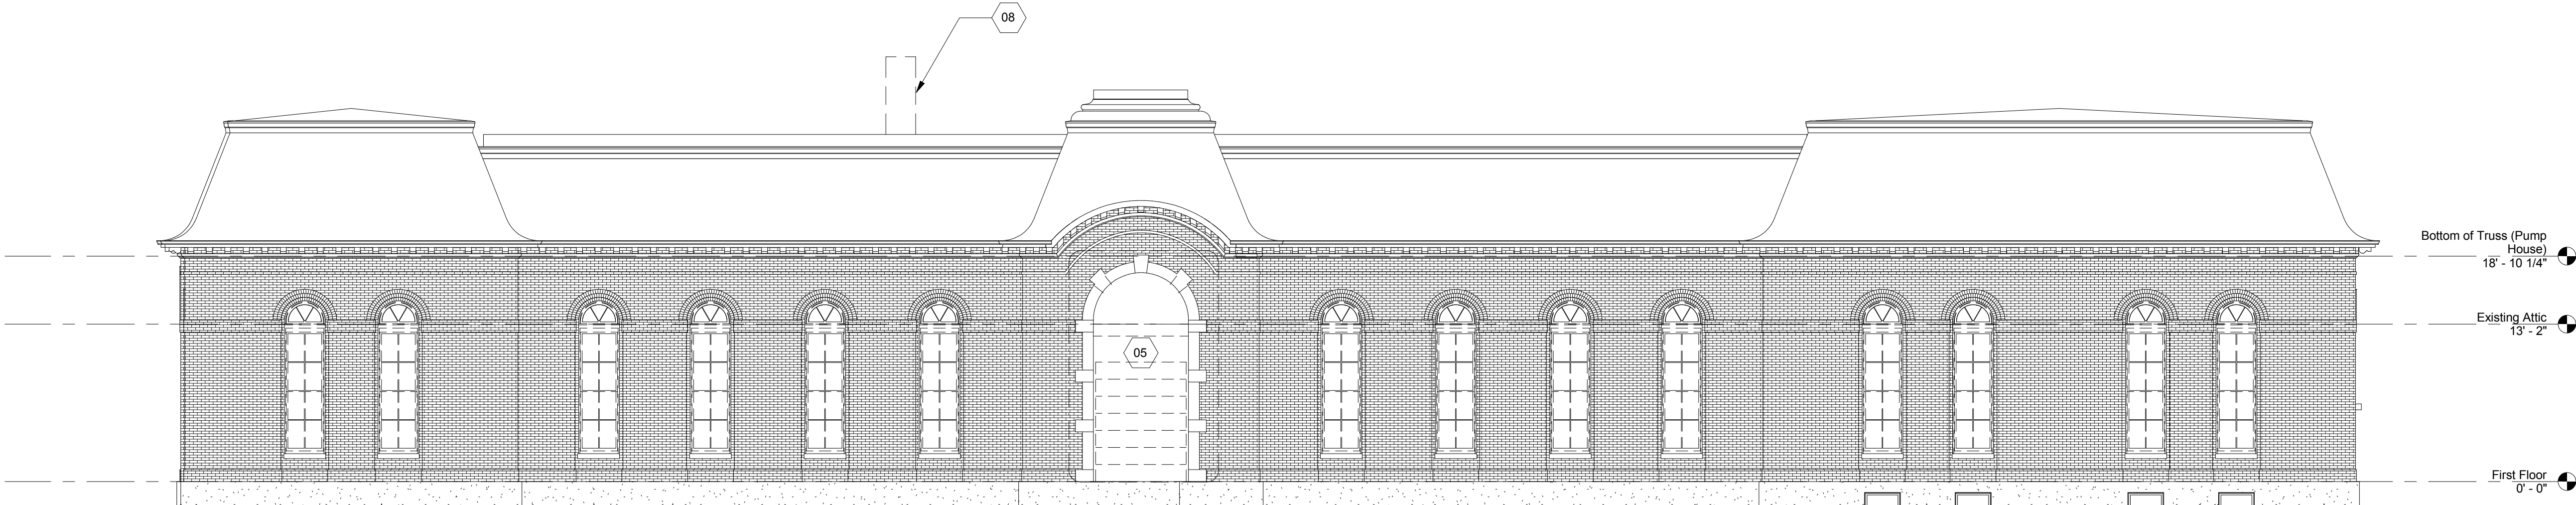 08
Bottom of Truss (Pump
House)
18' - 10 1/4"
Existing Attic
13' - 2"
05
First Floor
0' - 0"